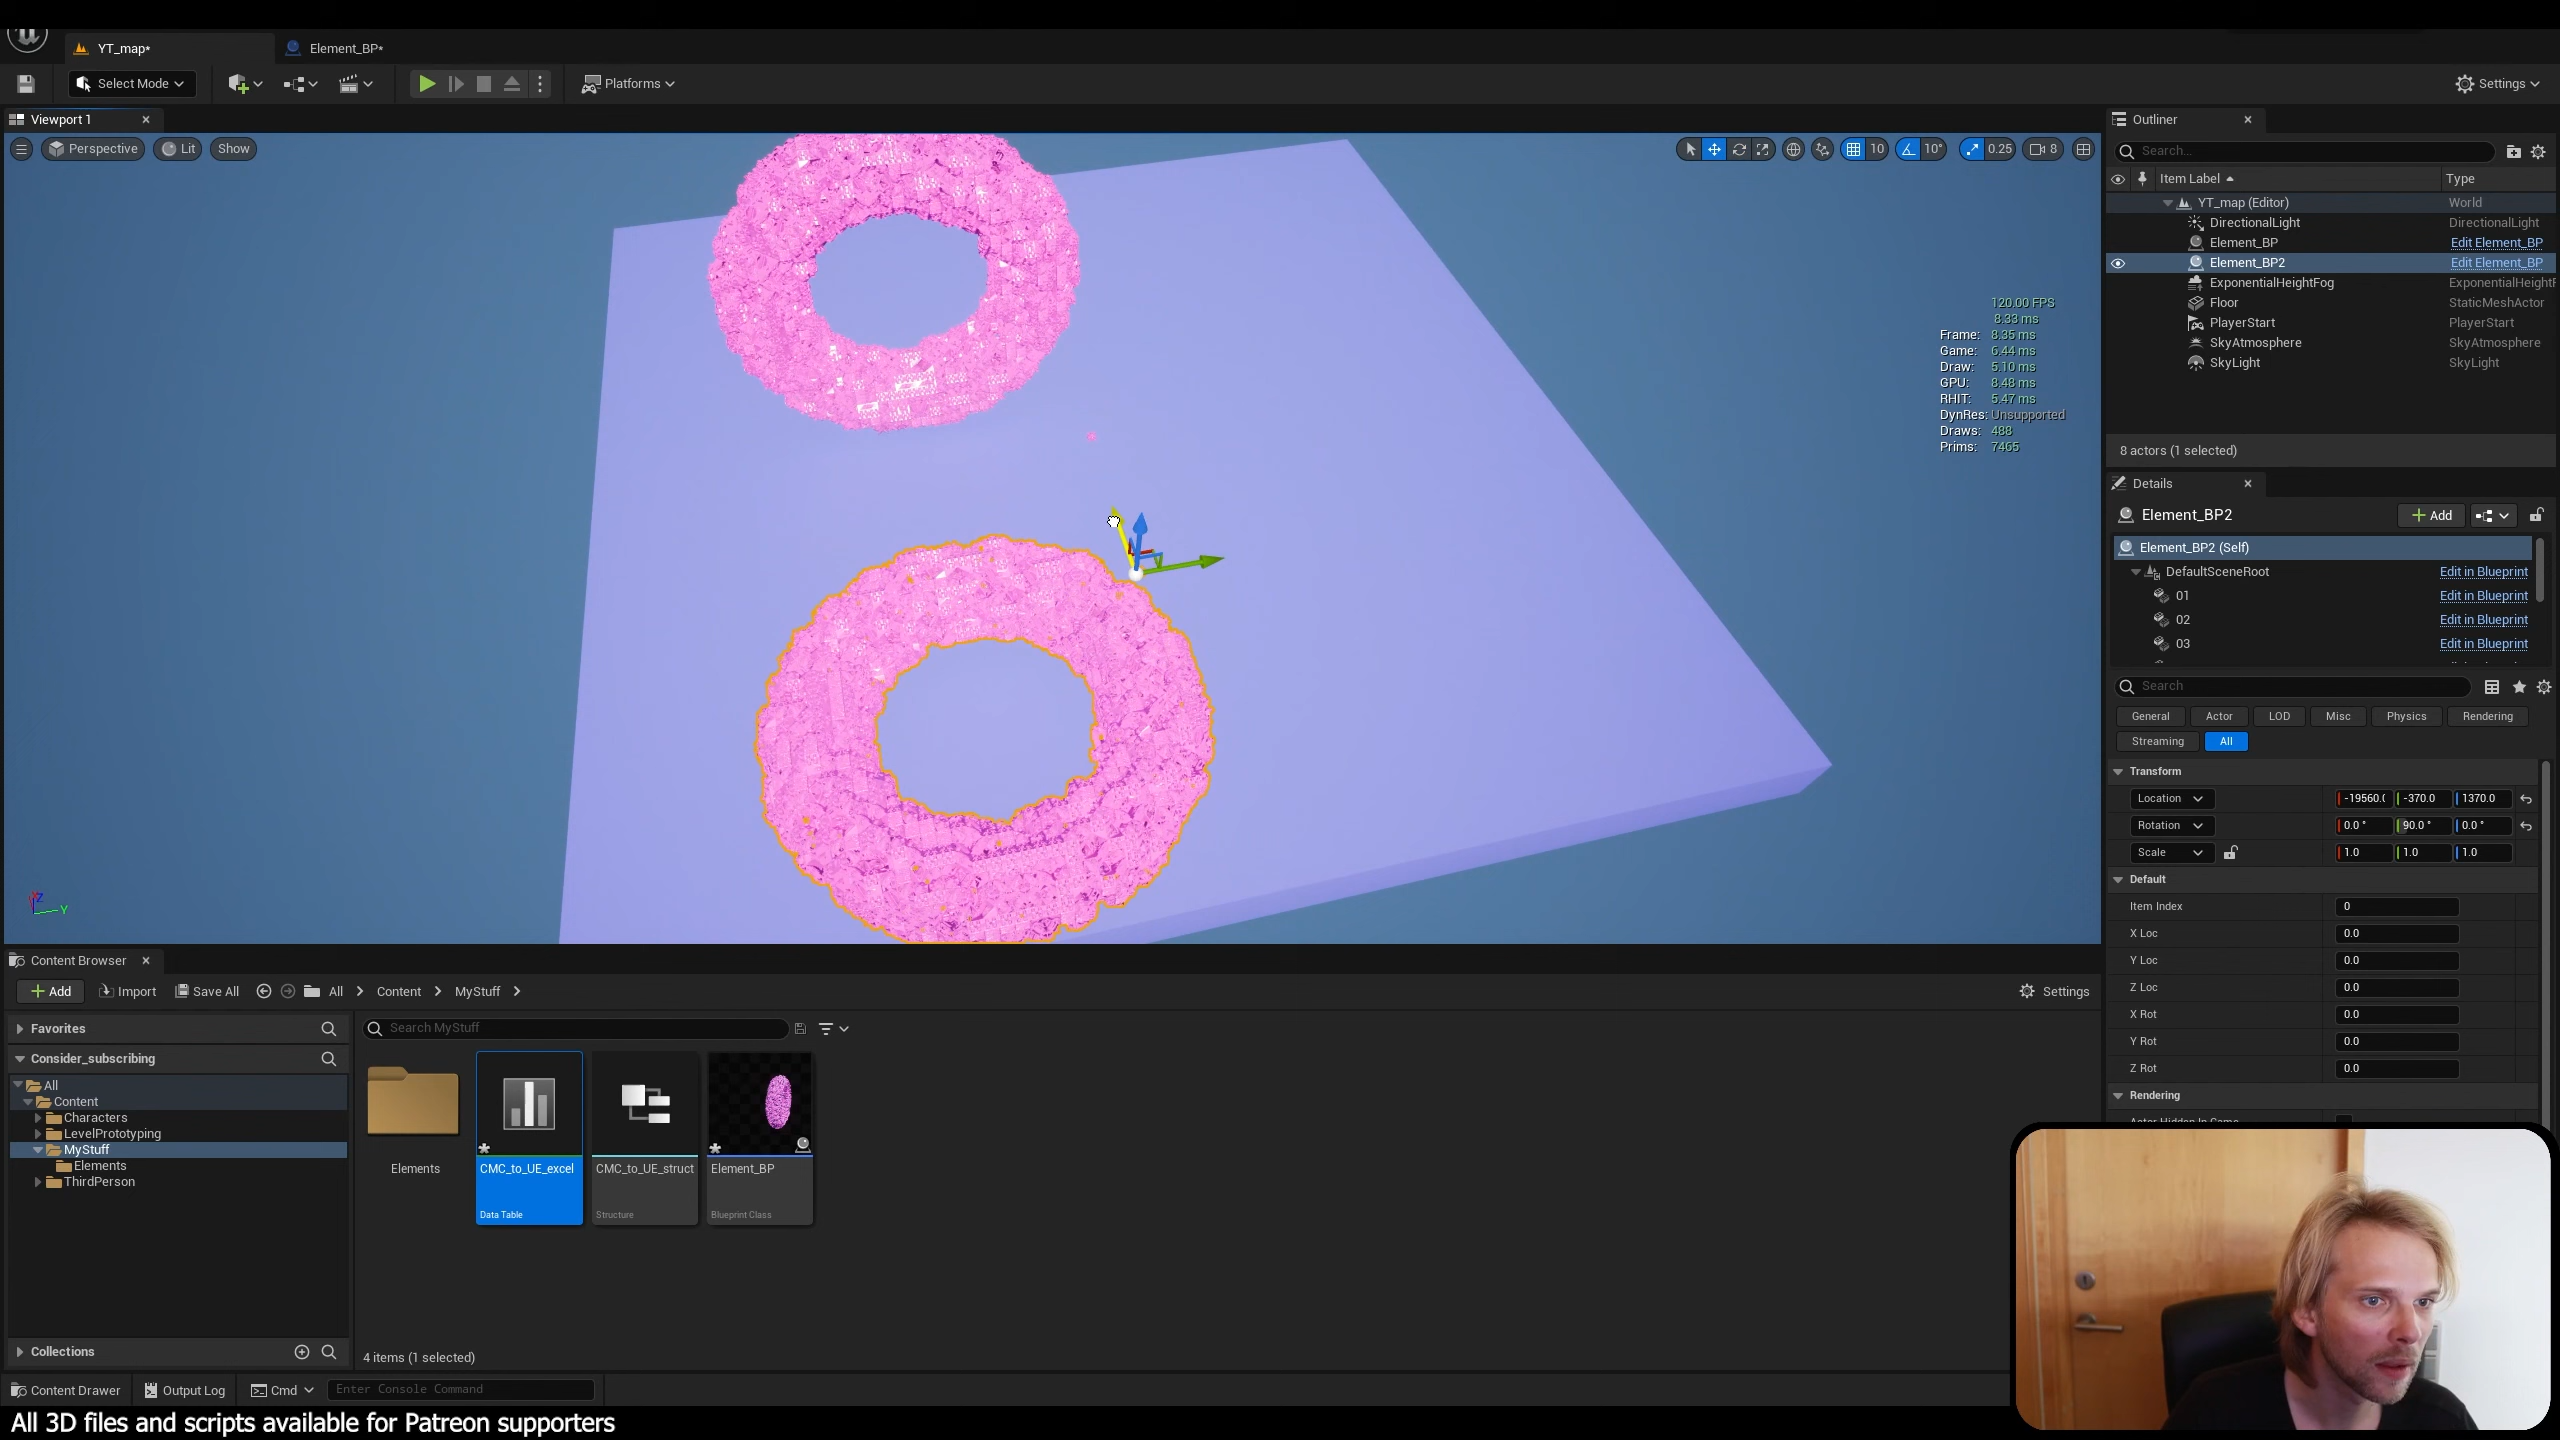 YT_map*
Element_BP*
Select Mode
Platforms
Settings
Viewport 1
Perspective
Lit
Show
10
10°
0.25
8
120.00 FPS
8.33 ms
Frame: 8.35 ms
Game: 6.44 ms
Draw: 5.10 ms
GPU: 8.48 ms
RHIT: 5.47 ms
DynRes: Unsupported
Draws: 488
Prims: 7465
Z
Y
Outliner
Search...
Item Label
Type
YT_map (Editor) World
DirectionalLight DirectionalLight
Element_BP Edit Element_BP
Element_BP2 Edit Element_BP
ExponentialHeightFog ExponentialHeightF
Floor StaticMeshActor
PlayerStart PlayerStart
SkyAtmosphere SkyAtmosphere
SkyLight SkyLight
8 actors (1 selected)
Details
Element_BP2
Add
Element_BP2 (Self)
DefaultSceneRoot Edit in Blueprint
01 Edit in Blueprint
02 Edit in Blueprint
03 Edit in Blueprint
Search
General Actor LOD Misc Physics Rendering
Streaming All
Transform
Location -19560.( -370.0 1370.0
Rotation 0.0 ° 90.0 ° 0.0 °
Scale 1.0 1.0 1.0
Default
Item Index 0
X Loc 0.0
Y Loc 0.0
Z Loc 0.0
X Rot 0.0
Y Rot 0.0
Z Rot 0.0
Rendering
Actor Hidden In Game
Content Browser
Add
Import
Save All
All
Content
MyStuff
Settings
Favorites
Consider_subscribing
All
Content
Characters
LevelPrototyping
MyStuff
Elements
ThirdPerson
Collections
Search MyStuff
Elements
CMC_to_UE_excel
Data Table
CMC_to_UE_struct
Structure
Element_BP
Blueprint Class
4 items (1 selected)
Content Drawer
Output Log
Cmd
Enter Console Command
All 3D files and scripts available for Patreon supporters